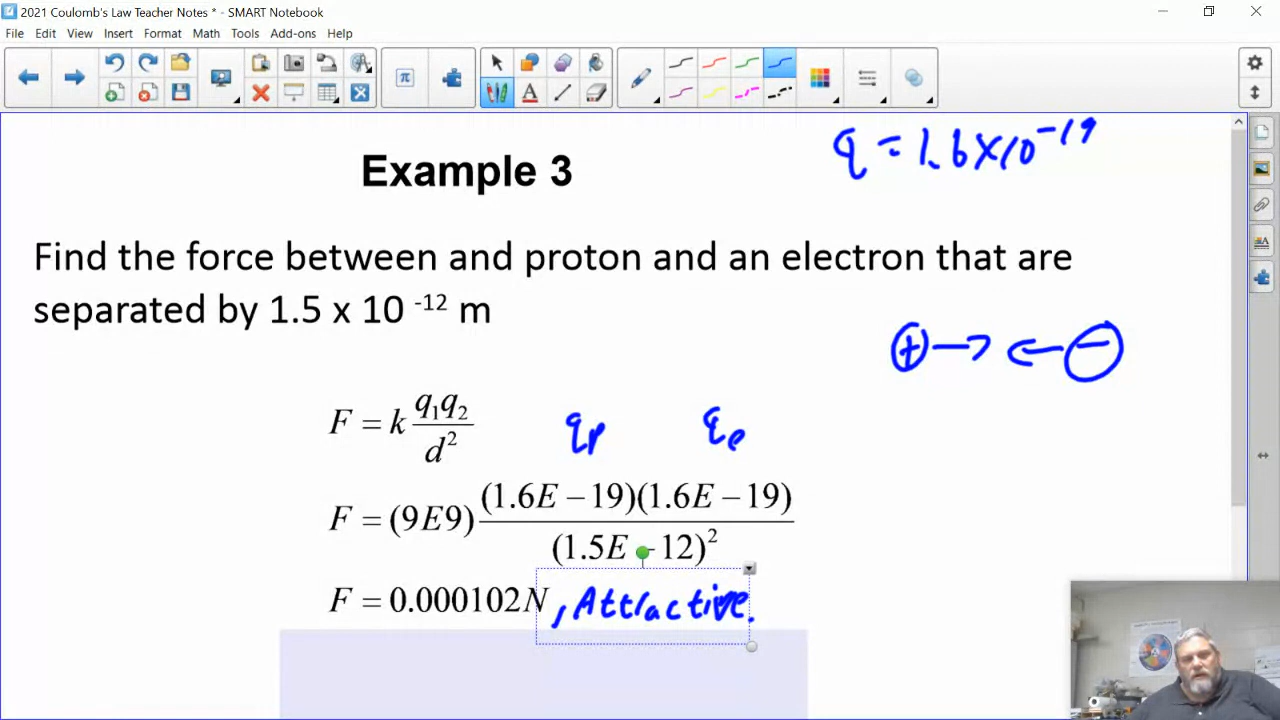 2021 Coulomb's Law Teacher Notes * - SMART Notebook
File Edit View Insert Format Math Tools Add-ons Help
q = 1.6 x 10⁻¹⁹
Example 3
Find the force between and proton and an electron that are
separated by 1.5 x 10 ⁻¹² m
+ → ← −
F = k q₁q₂ / d²
qₚ qₑ
F = (9E9) (1.6E − 19)(1.6E − 19) / (1.5E − 12)²
F = 0.000102N , Attractive.